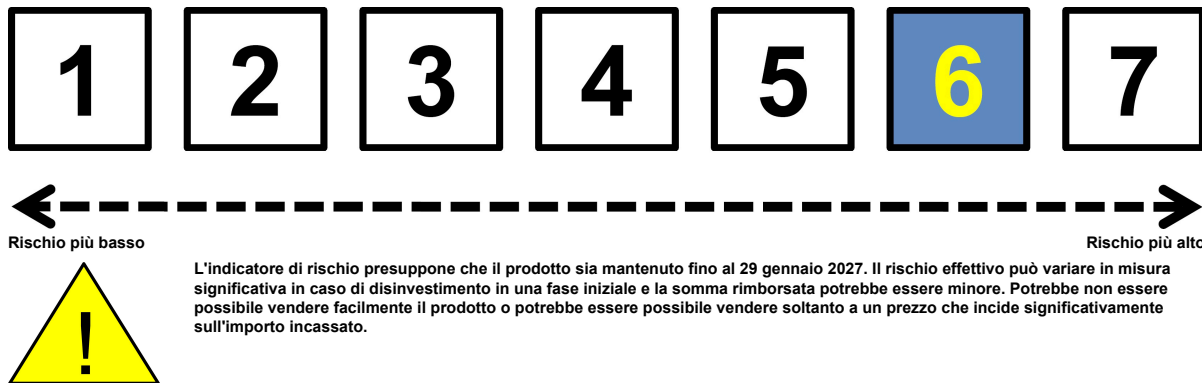 1 2 3 4 5 6 7
Rischio più basso Rischio più alto
L'indicatore di rischio presuppone che il prodotto sia mantenuto fino al 29 gennaio 2027. Il rischio effettivo può variare in misura
significativa in caso di disinvestimento in una fase iniziale e la somma rimborsata potrebbe essere minore. Potrebbe non essere
possibile vendere facilmente il prodotto o potrebbe essere possibile vendere soltanto a un prezzo che incide significativamente
sull'importo incassato.
!